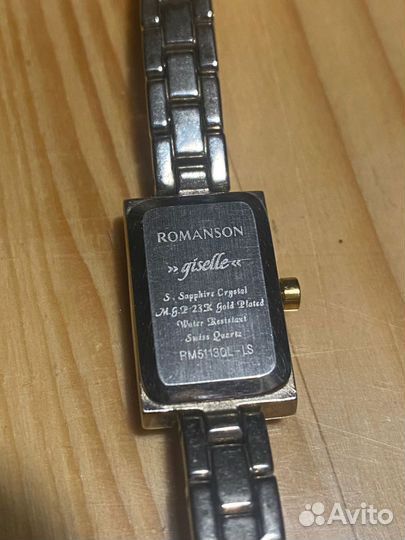 ROMANSON
»giselle«
S. Sapphire Crystal
M.G.P 23K Gold Plated
Water Resistant
Swiss Quartz
RM5113QL-LS
Avito